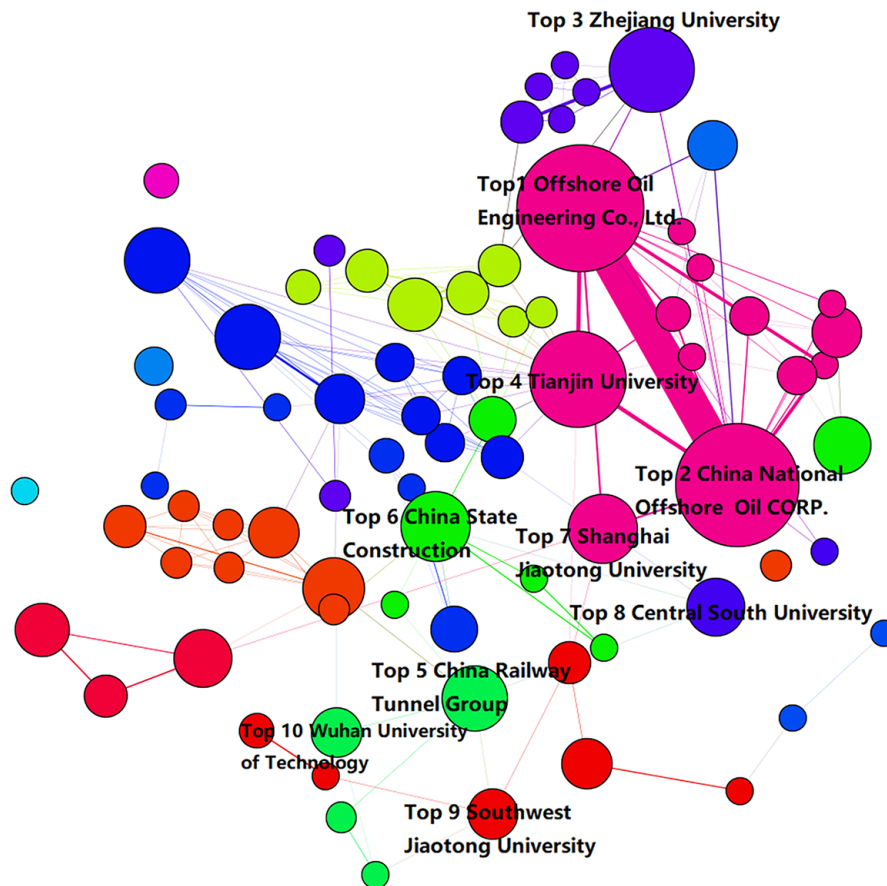 Top 3 Zhejiang University
Top1 Offshore Oil
Engineering Co., Ltd.
Top 4 Tianjin University
Top 2 China National
Offshore Oil CORP.
Top 6 China State
Construction
Top 7 Shanghai
Jiaotong University
Top 8 Central South University
Top 5 China Railway
Tunnel Group
Top 10 Wuhan University
of Technology
Top 9 Southwest
Jiaotong University